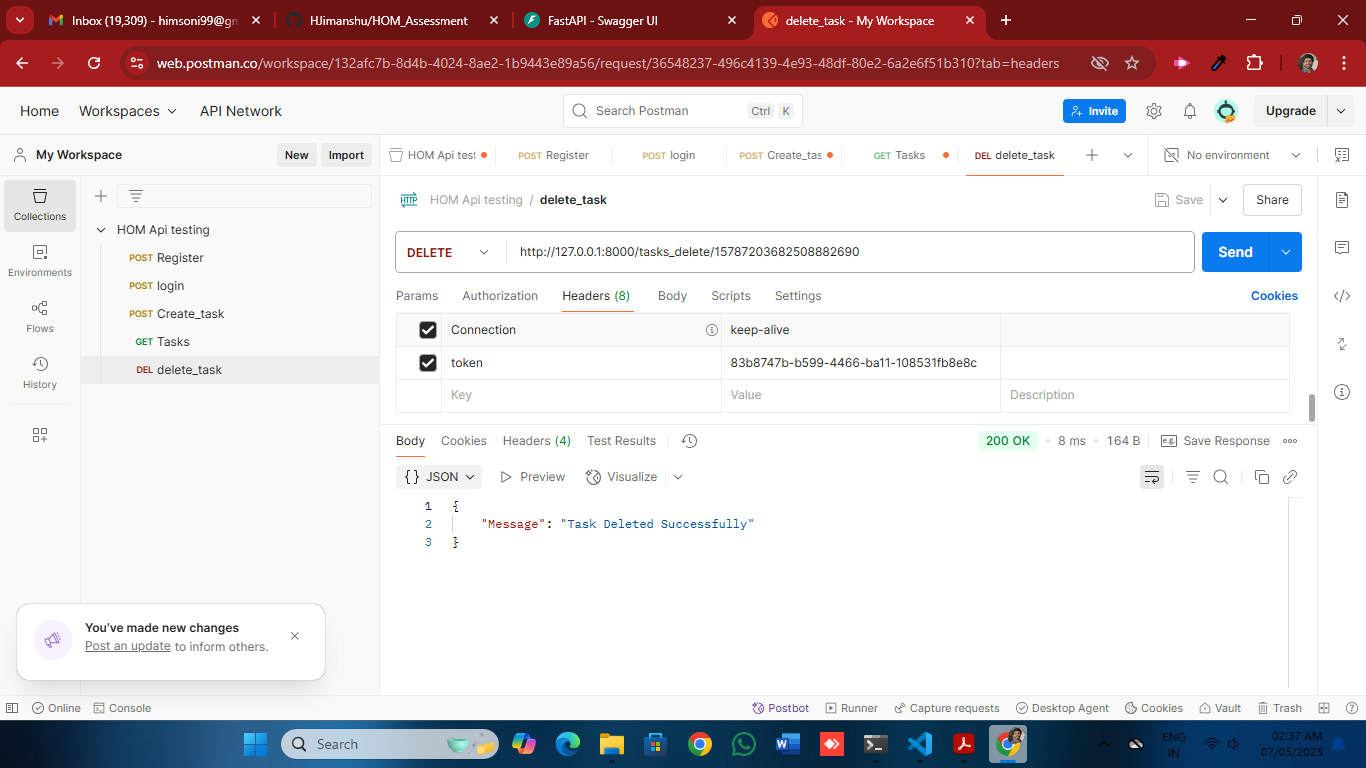 Inbox (19,309) - himsoni99@gm
HJimanshu/HOM_Assessment
FastAPI - Swagger UI
delete_task - My Workspace
web.postman.co/workspace/132afc7b-8d4b-4024-8ae2-1b9443e89a56/request/36548237-496c4139-4e93-48df-80e2-6a2e6f51b310?tab=headers
Home Workspaces API Network
Search Postman Ctrl K
Invite
Upgrade
My Workspace New Import
HOM Api test POST Register POST login POST Create_tas GET Tasks DEL delete_task
No environment
Collections
Environments
Flows
History
HOM Api testing
POST Register
POST login
POST Create_task
GET Tasks
DEL delete_task
HTTP HOM Api testing / delete_task
Save Share
DELETE http://127.0.0.1:8000/tasks_delete/15787203682508882690 Send
Params Authorization Headers (8) Body Scripts Settings Cookies
Connection keep-alive
token 83b8747b-b599-4466-ba11-108531fb8e8c
Key Value Description
Body Cookies Headers (4) Test Results 200 OK 8 ms 164 B e.g. Save Response
{} JSON Preview Visualize
1 {
2 "Message": "Task Deleted Successfully"
3 }
You've made new changes
Post an update to inform others.
Online Console Postbot Runner Capture requests Desktop Agent Cookies Vault Trash
Search
ENG
IN
02:37 AM
07/05/2025